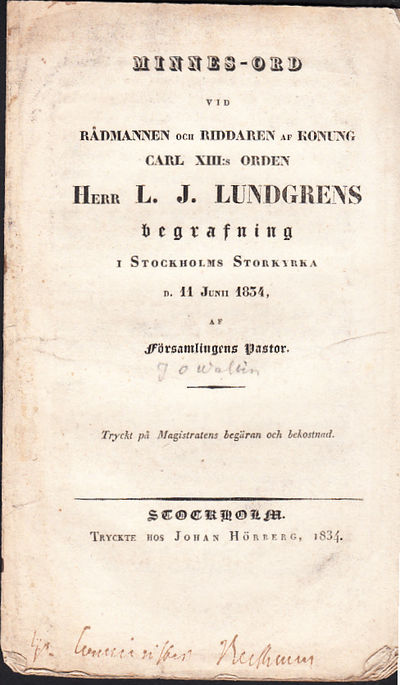 MINNES-ORD
VID
RÅDMANNEN OCH RIDDAREN AF KONUNG
CARL XIII:S ORDEN
HERR L. J. LUNDGRENS
begrafning
I STOCKHOLMS STORKYRKA
D. 11 JUNII 1834,
AF
Församlingens Pastor.
J O Wallin
Tryckt på Magistratens begäran och bekostnad.
STOCKHOLM.
TRYCKTE HOS JOHAN HÖRBERG, 1834.